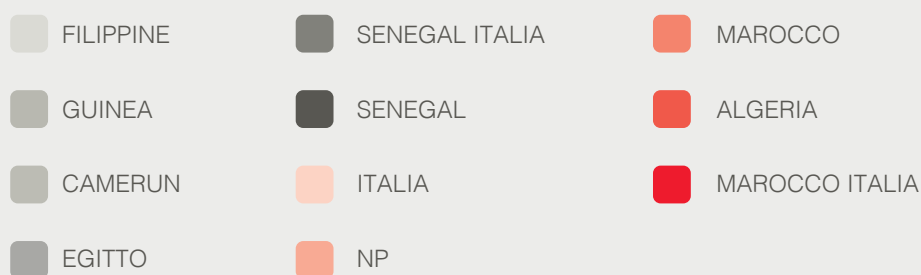 FILIPPINE
GUINEA
CAMERUN
EGITTO
SENEGAL ITALIA
SENEGAL
ITALIA
NP
MAROCCO
ALGERIA
MAROCCO ITALIA